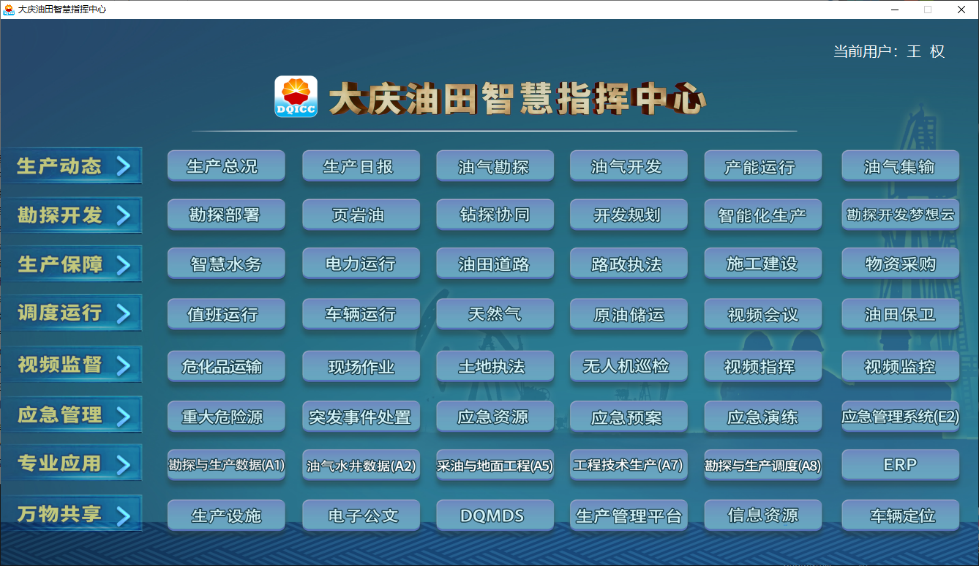 大庆油田智慧指挥中心
当前用户：王 权
DQICC 大庆油田智慧指挥中心
生产动态 生产总况 生产日报 油气勘探 油气开发 产能运行 油气集输
勘探开发 勘探部署 页岩油 钻探协同 开发规划 智能化生产 勘探开发梦想云
生产保障 智慧水务 电力运行 油田道路 路政执法 施工建设 物资采购
调度运行 值班运行 车辆运行 天然气 原油储运 视频会议 油田保卫
视频监督 危化品运输 现场作业 土地执法 无人机巡检 视频指挥 视频监控
应急管理 重大危险源 突发事件处置 应急资源 应急预案 应急演练 应急管理系统(E2)
专业应用 勘探与生产数据(A1) 油气水井数据(A2) 采油与地面工程(A5) 工程技术生产(A7) 勘探与生产调度(A8) ERP
万物共享 生产设施 电子公文 DQMDS 生产管理平台 信息资源 车辆定位